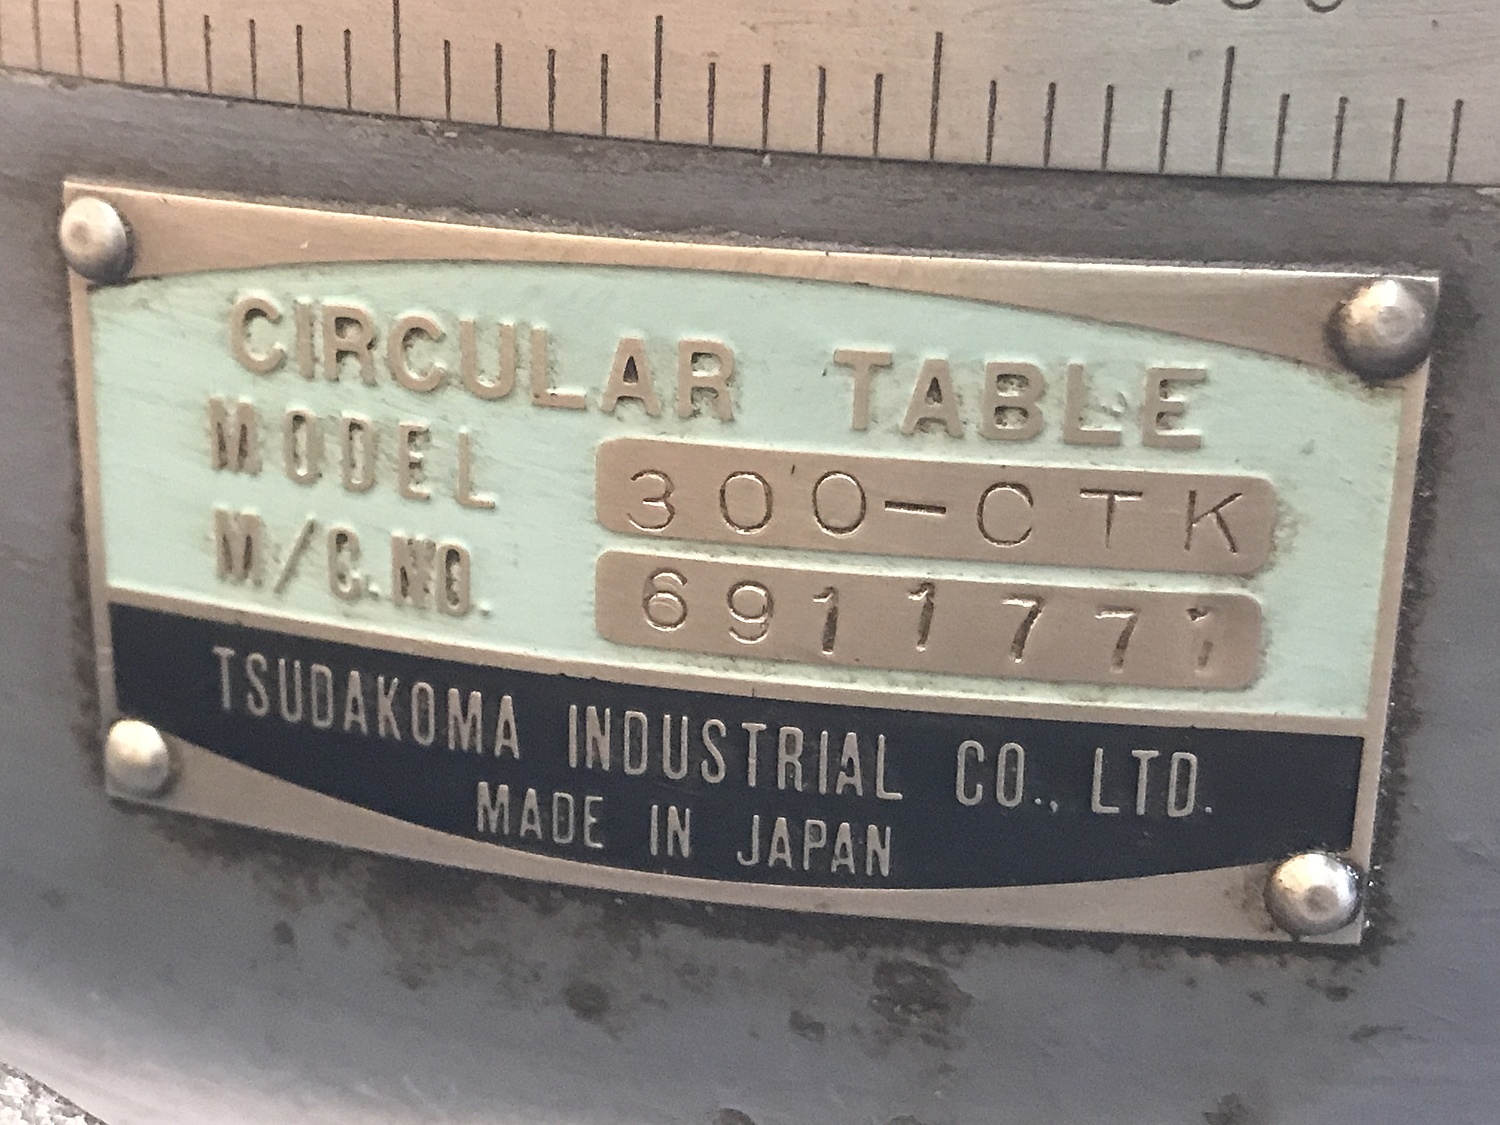 CIRCULAR TABLE
MODEL 300-CTK
M/C.NO. 6911771
TSUDAKOMA INDUSTRIAL CO., LTD.
MADE IN JAPAN